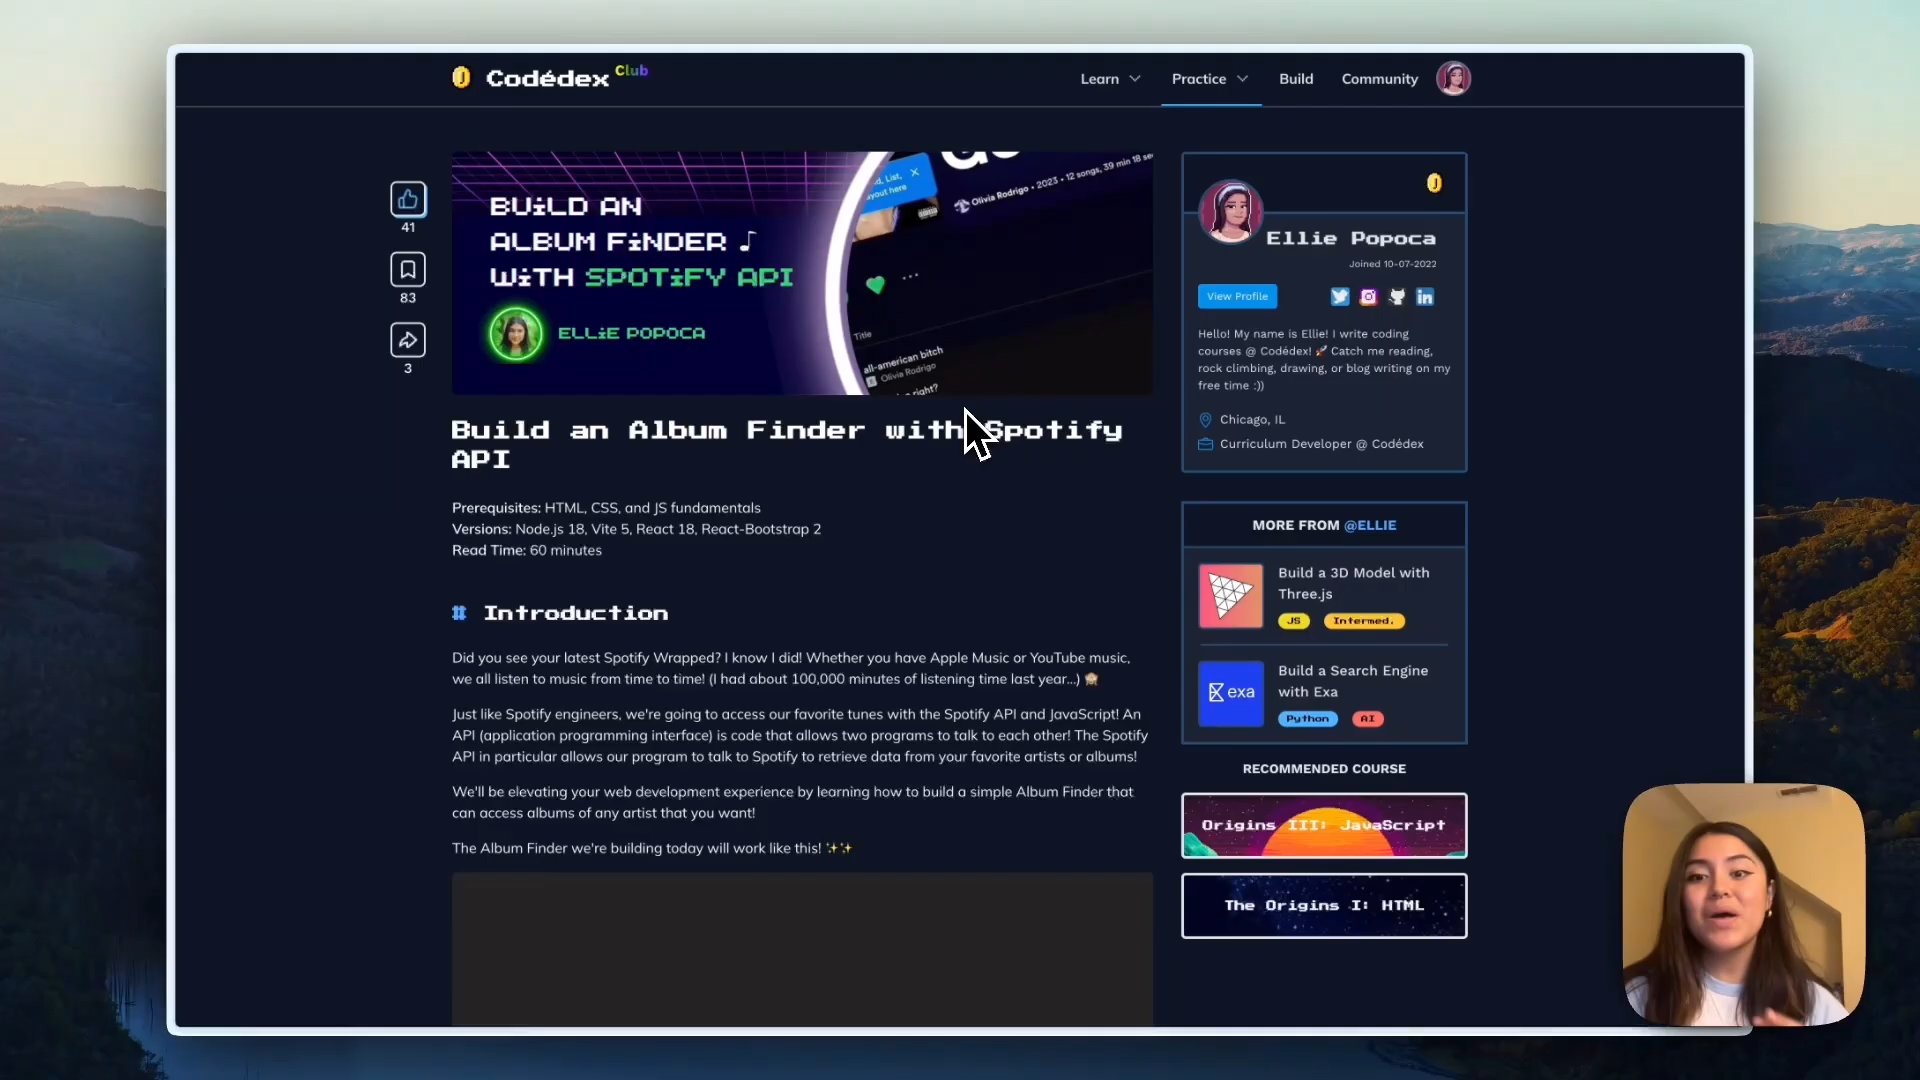 Codédex Club
Learn
Practice
Build
Community
41
83
3
BUiLD AN
ALBUM FiNDER ♪
WiTH SPOTiFY API
ELLiE POPOCA
List,
yout here
Olivia Rodrigo • 2023 • 12 songs, 39 min 18 se
Title
all-american bitch
Olivia Rodrigo
right?
Build an Album Finder with Spotify
API
Prerequisites: HTML, CSS, and JS fundamentals
Versions: Node.js 18, Vite 5, React 18, React-Bootstrap 2
Read Time: 60 minutes
# Introduction
Did you see your latest Spotify Wrapped? I know I did! Whether you have Apple Music or YouTube music,
we all listen to music from time to time! (I had about 100,000 minutes of listening time last year...) 🙈
Just like Spotify engineers, we're going to access our favorite tunes with the Spotify API and JavaScript! An
API (application programming interface) is code that allows two programs to talk to each other! The Spotify
API in particular allows our program to talk to Spotify to retrieve data from your favorite artists or albums!
We'll be elevating your web development experience by learning how to build a simple Album Finder that
can access albums of any artist that you want!
The Album Finder we're building today will work like this! ✨✨
Ellie Popoca
Joined 10-07-2022
View Profile
Hello! My name is Ellie! I write coding
courses @ Codédex! 🚀 Catch me reading,
rock climbing, drawing, or blog writing on my
free time :))
Chicago, IL
Curriculum Developer @ Codédex
MORE FROM @ELLIE
Build a 3D Model with
Three.js
JS
Intermed.
exa
Build a Search Engine
with Exa
Python
AI
RECOMMENDED COURSE
Origins III: JavaScript
The Origins I: HTML